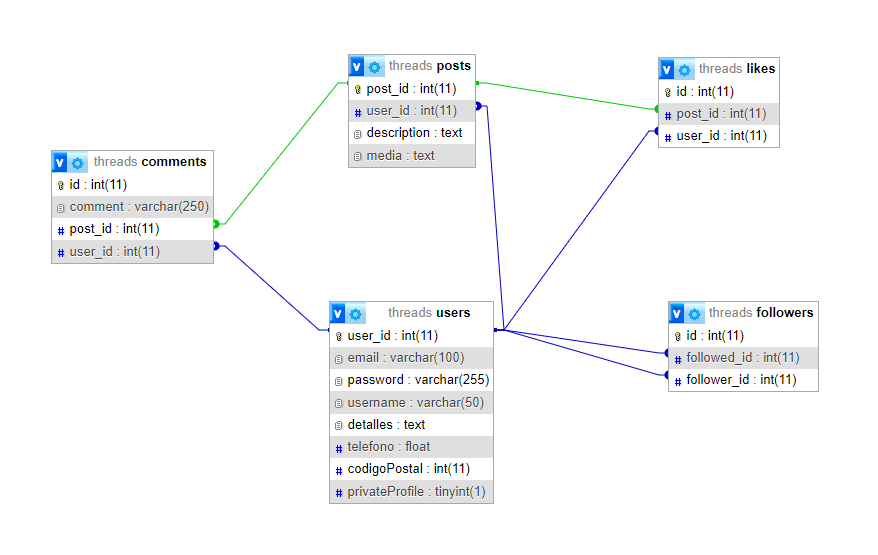 threads posts
post_id : int(11)
user_id : int(11)
description : text
media : text
threads likes
id : int(11)
post_id : int(11)
user_id : int(11)
threads comments
id : int(11)
comment : varchar(250)
post_id : int(11)
user_id : int(11)
threads users
user_id : int(11)
email : varchar(100)
password : varchar(255)
username : varchar(50)
detalles : text
telefono : float
codigoPostal : int(11)
privateProfile : tinyint(1)
threads followers
id : int(11)
followed_id : int(11)
follower_id : int(11)